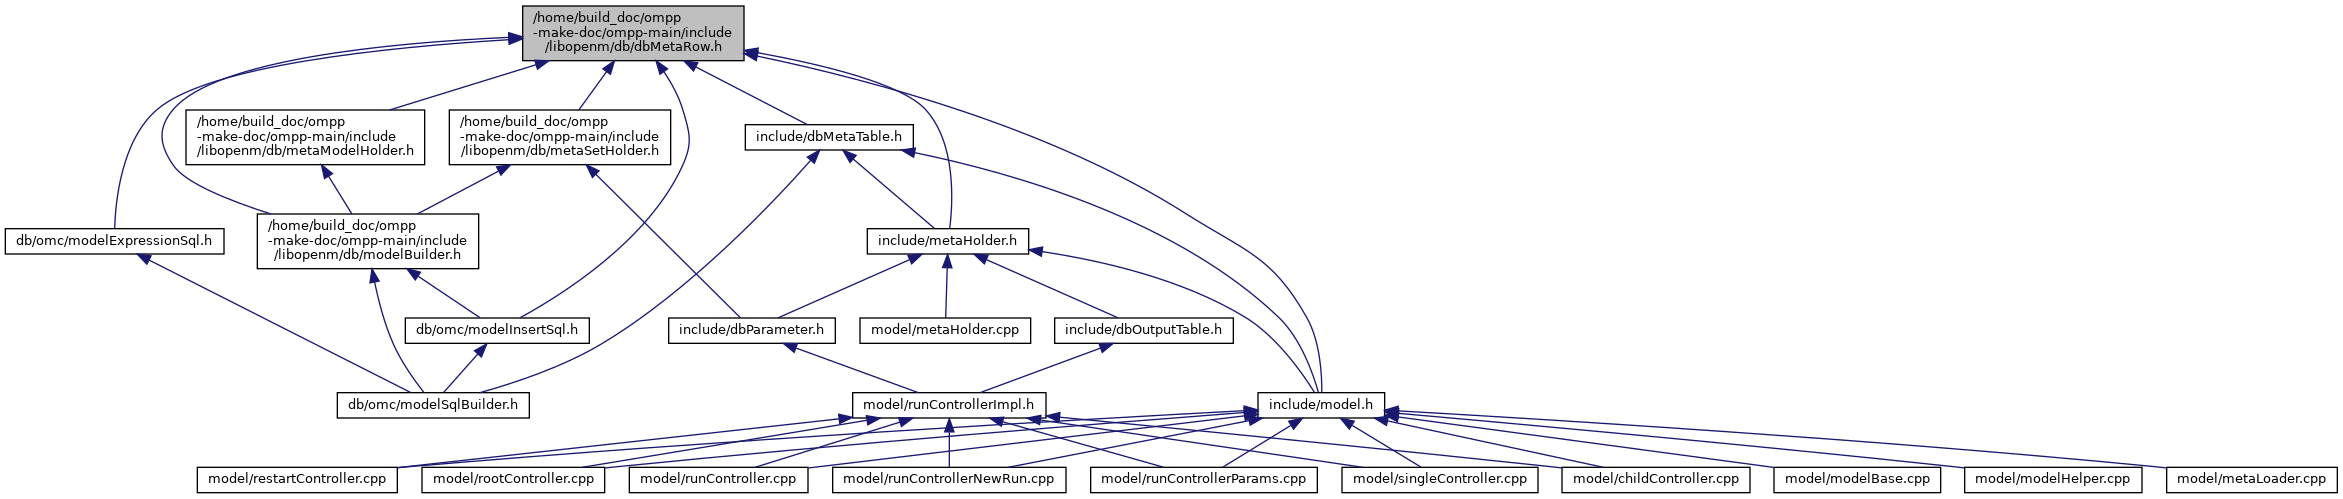 /home/build_doc/ompp
-make-doc/ompp-main/include
/libopenm/db/dbMetaRow.h
/home/build_doc/ompp
-make-doc/ompp-main/include
/libopenm/db/metaModelHolder.h
/home/build_doc/ompp
-make-doc/ompp-main/include
/libopenm/db/metaSetHolder.h
include/dbMetaTable.h
db/omc/modelExpressionSql.h
/home/build_doc/ompp
-make-doc/ompp-main/include
/libopenm/db/modelBuilder.h
include/metaHolder.h
db/omc/modelInsertSql.h
include/dbParameter.h
model/metaHolder.cpp
include/dbOutputTable.h
db/omc/modelSqlBuilder.h
model/runControllerImpl.h
include/model.h
model/restartController.cpp
model/rootController.cpp
model/runController.cpp
model/runControllerNewRun.cpp
model/runControllerParams.cpp
model/singleController.cpp
model/childController.cpp
model/modelBase.cpp
model/modelHelper.cpp
model/metaLoader.cpp